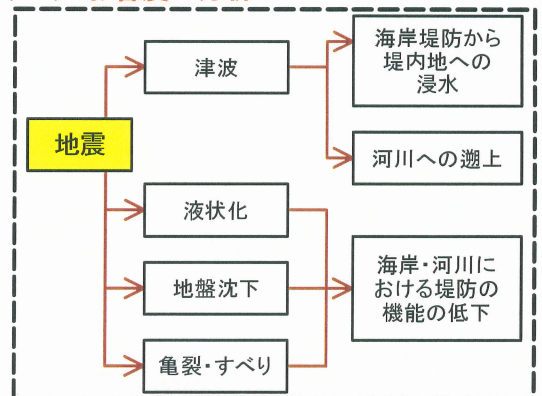 地震
津波
海岸堤防から
堤内地への
浸水
河川への遡上
液状化
地盤沈下
亀裂・すべり
海岸・河川に
おける堤防の
機能の低下